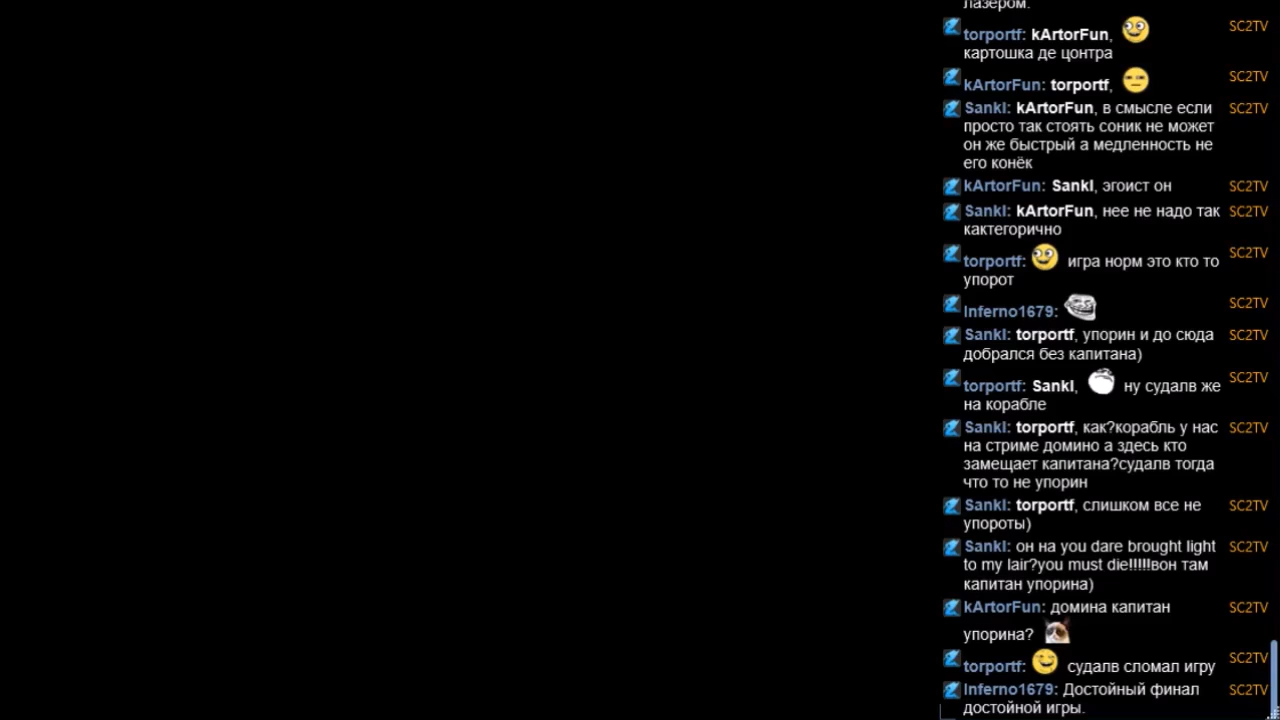 лазером.
torportf: kArtorFun, SC2TV
картошка де цонтра
kArtorFun: torportf, SC2TV
Sankl: kArtorFun, в смысле если SC2TV
просто так стоять соник не может
он же быстрый а медленность не
его конёк
kArtorFun: Sankl, эгоист он SC2TV
Sankl: kArtorFun, нее не надо так SC2TV
кактегорично
torportf: игра норм это кто то SC2TV
упорот
Inferno1679: SC2TV
Sankl: torportf, упорин и до сюда SC2TV
добрался без капитана)
torportf: Sankl, ну судалв же SC2TV
на корабле
Sankl: torportf, как?корабль у нас SC2TV
на стриме домино а здесь кто
замещает капитана?судалв тогда
что то не упорин
Sankl: torportf, слишком все не SC2TV
упороты)
Sankl: он на you dare brought light SC2TV
to my lair?you must die!!!!!вон там
капитан упорина)
kArtorFun: домина капитан SC2TV
упорина?
torportf: судалв сломал игру SC2TV
Inferno1679: Достойный финал SC2TV
достойной игры.